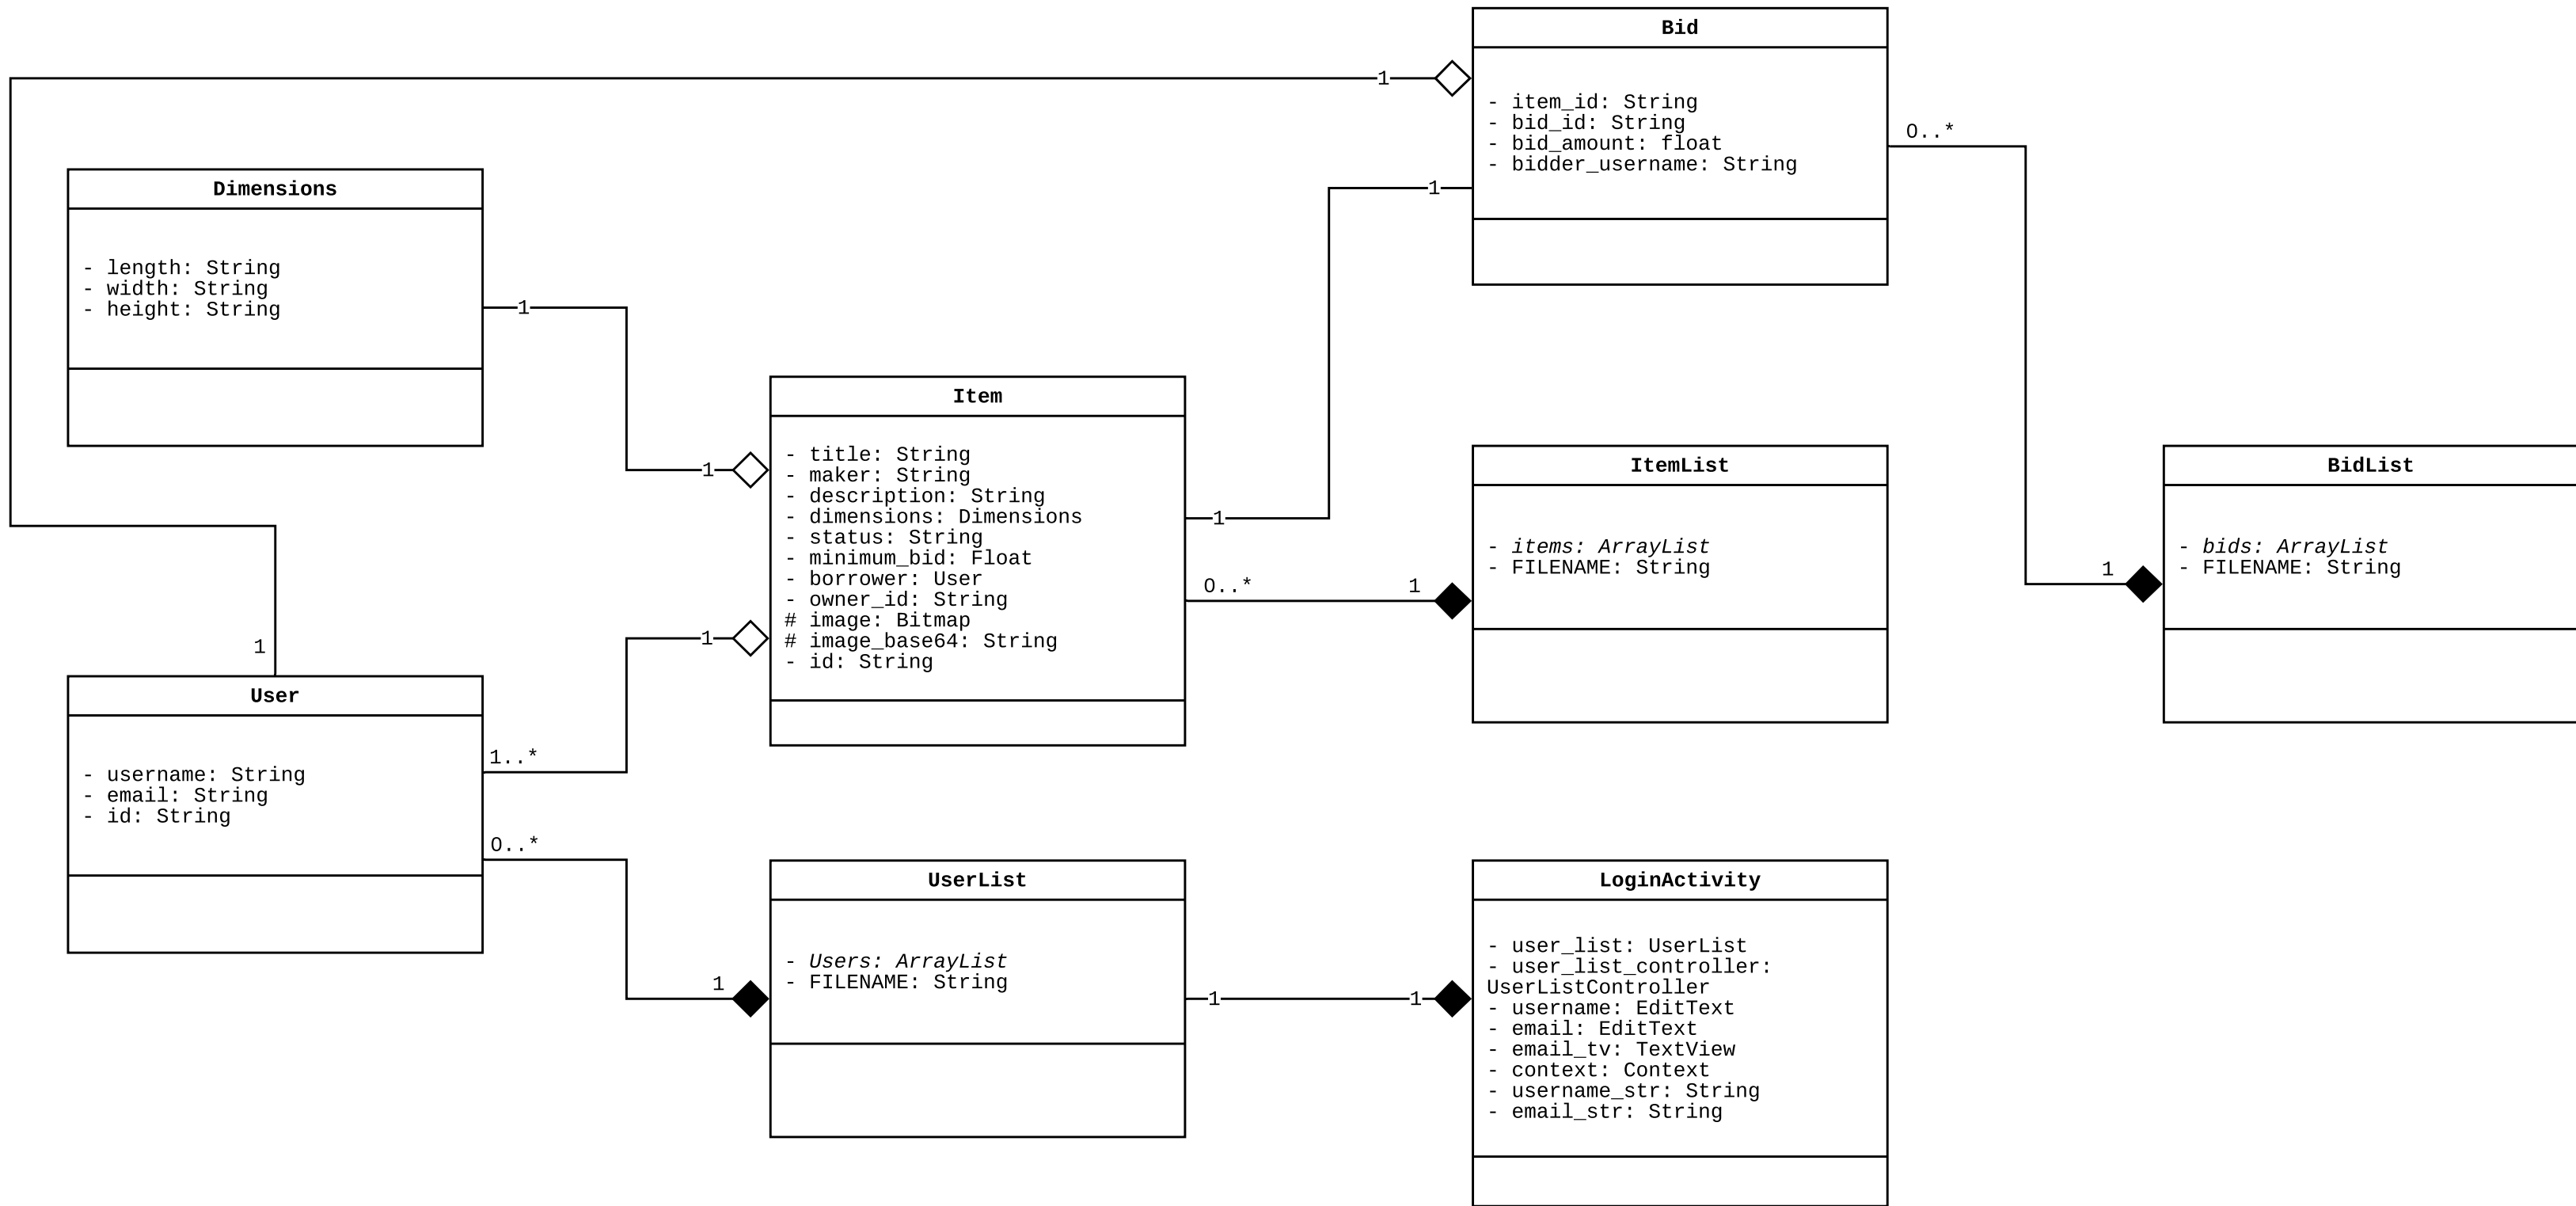 Bid
- item_id: String
- bid_id: String
- bid_amount: float
- bidder_username: String
1
1
0..*
Dimensions
- length: String
- width: String
- height: String
1
1
Item
- title: String
- maker: String
- description: String
- dimensions: Dimensions
- status: String
- minimum_bid: Float
- borrower: User
- owner_id: String
# image: Bitmap
# image_base64: String
- id: String
1
1
0..*
1
ItemList
- items: ArrayList
- FILENAME: String
BidList
- bids: ArrayList
- FILENAME: String
1
1
User
- username: String
- email: String
- id: String
1..*
0..*
1
UserList
- Users: ArrayList
- FILENAME: String
1
1
LoginActivity
- user_list: UserList
- user_list_controller:
UserListController
- username: EditText
- email: EditText
- email_tv: TextView
- context: Context
- username_str: String
- email_str: String